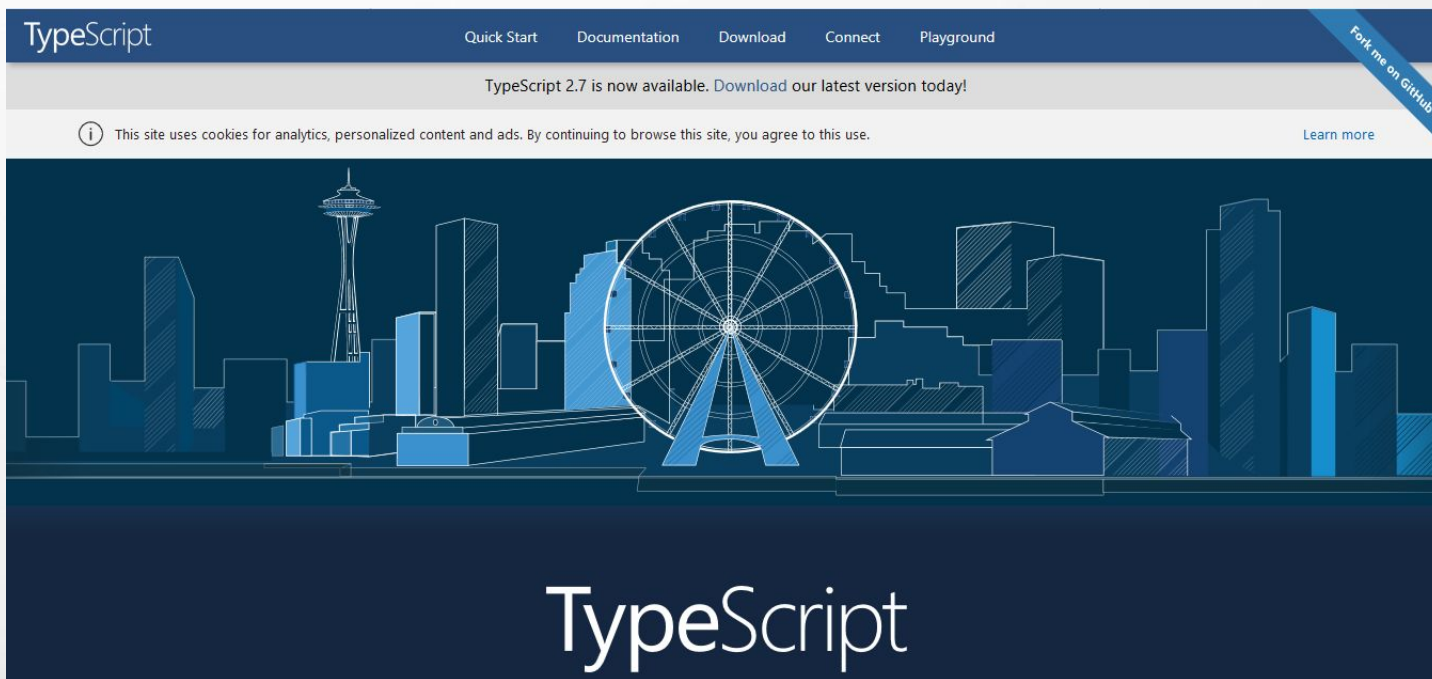 TypeScript
Quick Start Documentation Download Connect Playground
Fork me on GitHub
TypeScript 2.7 is now available. Download our latest version today!
This site uses cookies for analytics, personalized content and ads. By continuing to browse this site, you agree to this use. Learn more
TypeScript